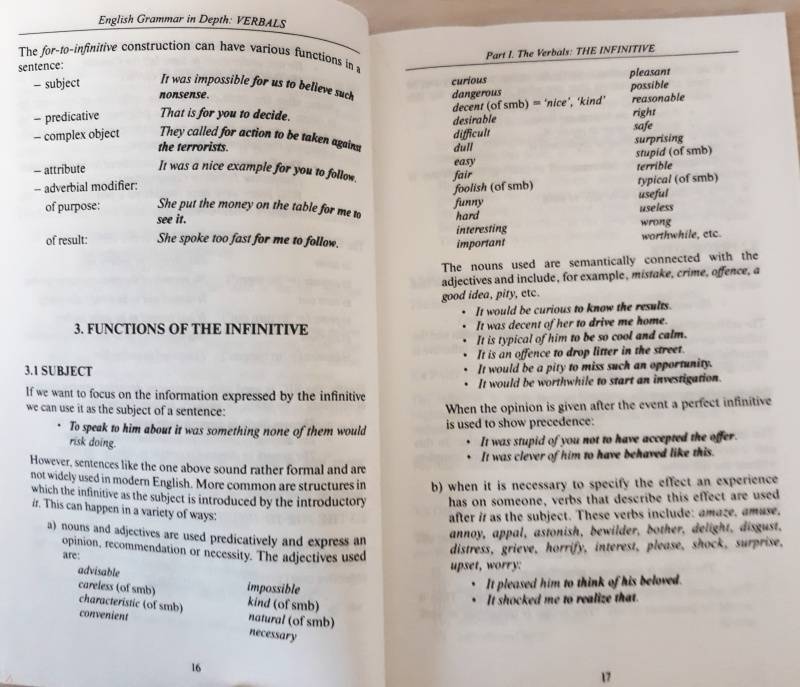 English Grammar in Depth: VERBALS
The for-to-infinitive construction can have various functions in a
sentence:
– subject It was impossible for us to believe such
nonsense.
– predicative That is for you to decide.
– complex object They called for action to be taken against
the terrorists.
– attribute It was a nice example for you to follow.
– adverbial modifier:
of purpose: She put the money on the table for me to
see it.
of result: She spoke too fast for me to follow.
3. FUNCTIONS OF THE INFINITIVE
3.1 SUBJECT
If we want to focus on the information expressed by the infinitive
we can use it as the subject of a sentence:
• To speak to him about it was something none of them would
risk doing.
However, sentences like the one above sound rather formal and are
not widely used in modern English. More common are structures in
which the infinitive as the subject is introduced by the introductory
it. This can happen in a variety of ways:
a) nouns and adjectives are used predicatively and express an
opinion, recommendation or necessity. The adjectives used
are:
advisable
careless (of smb)
characteristic (of smb)
convenient
impossible
kind (of smb)
natural (of smb)
necessary
16
Part I. The Verbals: THE INFINITIVE
curious
dangerous
decent (of smb) = ‘nice’, ‘kind’
desirable
difficult
dull
easy
fair
foolish (of smb)
funny
hard
interesting
important
pleasant
possible
reasonable
right
safe
surprising
stupid (of smb)
terrible
typical (of smb)
useful
useless
wrong
worthwhile, etc.
The nouns used are semantically connected with the
adjectives and include, for example, mistake, crime, offence, a
good idea, pity, etc.
• It would be curious to know the results.
• It was decent of her to drive me home.
• It is typical of him to be so cool and calm.
• It is an offence to drop litter in the street.
• It would be a pity to miss such an opportunity.
• It would be worthwhile to start an investigation.
When the opinion is given after the event a perfect infinitive
is used to show precedence:
• It was stupid of you not to have accepted the offer.
• It was clever of him to have behaved like this.
b) when it is necessary to specify the effect an experience
has on someone, verbs that describe this effect are used
after it as the subject. These verbs include: amaze, amuse,
annoy, appal, astonish, bewilder, bother, delight, disgust,
distress, grieve, horrify, interest, please, shock, surprise,
upset, worry:
• It pleased him to think of his beloved.
• It shocked me to realize that.
17